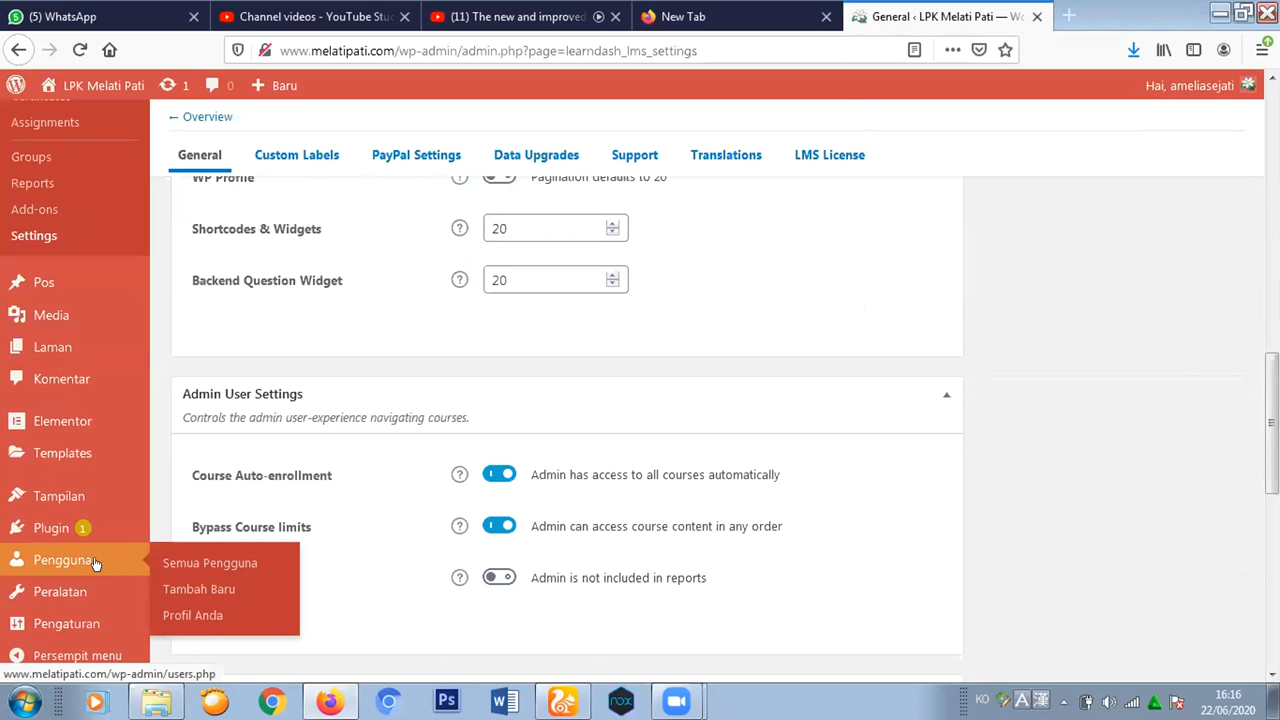 (5) WhatsApp
Channel videos - YouTube Stu
(11) The new and improved
New Tab
General ‹ LPK Melati Pati — Wo
www.melatipati.com/wp-admin/admin.php?page=learndash_lms_settings
LPK Melati Pati
1
0
Baru
Hai, ameliasejati
Assignments
Groups
Reports
Add-ons
Settings
Pos
Media
Laman
Komentar
Elementor
Templates
Tampilan
Plugin 1
Pengguna
Peralatan
Pengaturan
Persempit menu
Semua Pengguna
Tambah Baru
Profil Anda
← Overview
General
Custom Labels
PayPal Settings
Data Upgrades
Support
Translations
LMS License
WP Profile
Pagination defaults to 20
Shortcodes & Widgets
20
Backend Question Widget
20
Admin User Settings
Controls the admin user-experience navigating courses.
Course Auto-enrollment
Admin has access to all courses automatically
Bypass Course limits
Admin can access course content in any order
Admin is not included in reports
www.melatipati.com/wp-admin/users.php
KO
A
漢
16:16
22/06/2020